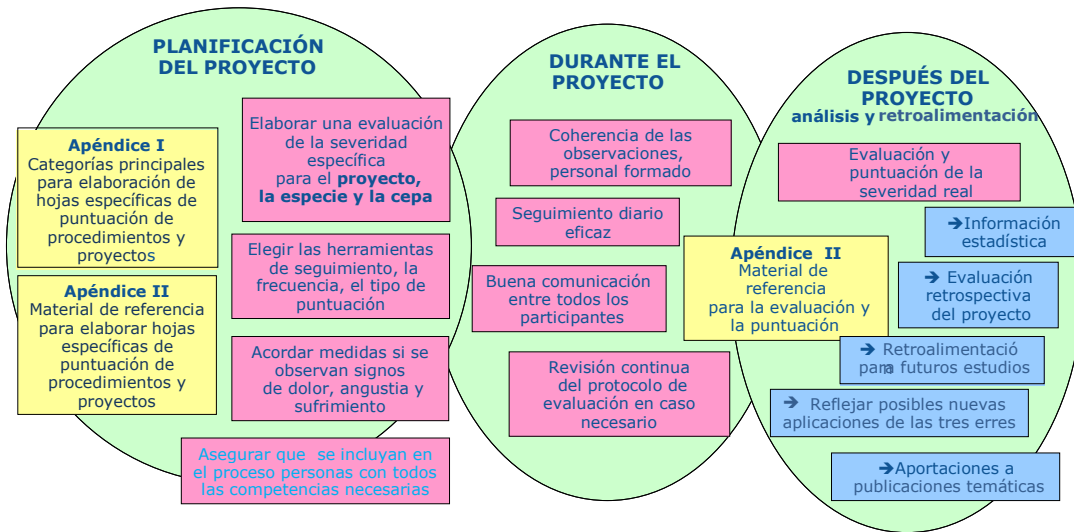 PLANIFICACIÓN
DEL PROYECTO
Apéndice I
Categorías principales
para elaboración de
hojas específicas de
puntuación de
procedimientos y
proyectos
Apéndice II
Material de referencia
para elaborar hojas
específicas de
puntuación de
procedimientos y
proyectos
Elaborar una evaluación
de la severidad
específica
para el proyecto,
la especie y la cepa
Elegir las herramientas
de seguimiento, la
frecuencia, el tipo de
puntuación
Acordar medidas si se
observan signos
de dolor, angustia y
sufrimiento
Asegurar que se incluyan en
el proceso personas con todos
las competencias necesarias
DURANTE EL
PROYECTO
Coherencia de las
observaciones,
personal formado
Seguimiento diario
eficaz
Buena comunicación
entre todos los
participantes
Revisión continua
del protocolo de
evaluación en caso
necesario
DESPUÉS DEL
PROYECTO
análisis y retroalimentación
Evaluación y
puntuación de la
severidad real
Apéndice II
Material de
referencia
para la evaluación y
la puntuación
➔Información
estadística
➔ Evaluación
retrospectiva
del proyecto
➔ Retroalimentació
n
para futuros estudios
➔ Reflejar posibles nuevas
aplicaciones de las tres erres
➔Aportaciones a
publicaciones temáticas